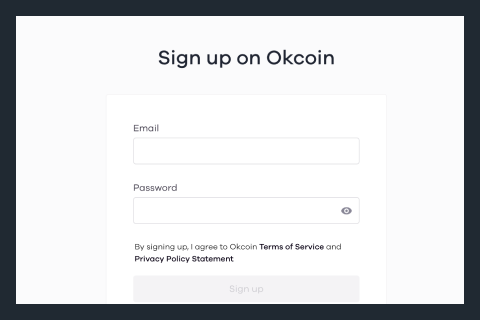 Sign up on Okcoin
Email
Password
By signing up, I agree to Okcoin Terms of Service and
Privacy Policy Statement
Sign up